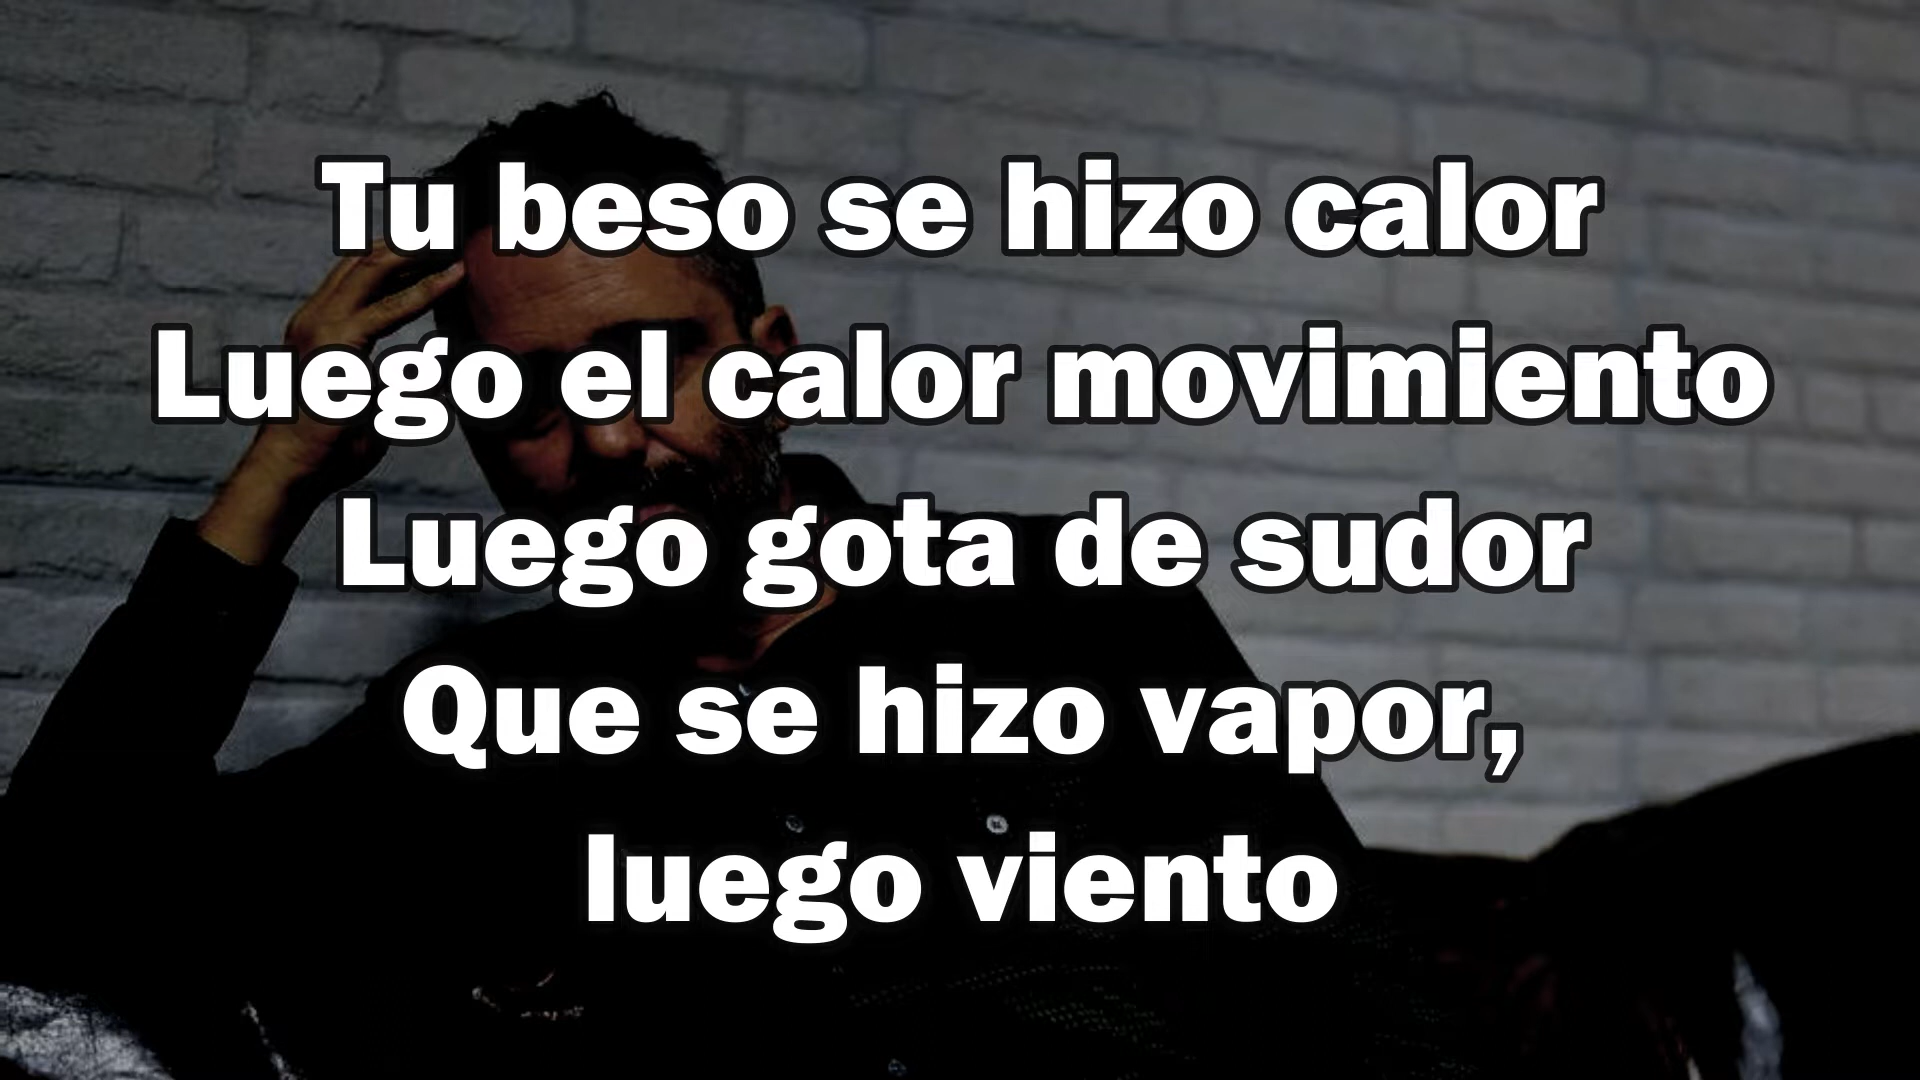 Tu beso se hizo calor
Luego el calor movimiento
Luego gota de sudor
Que se hizo vapor,
luego viento